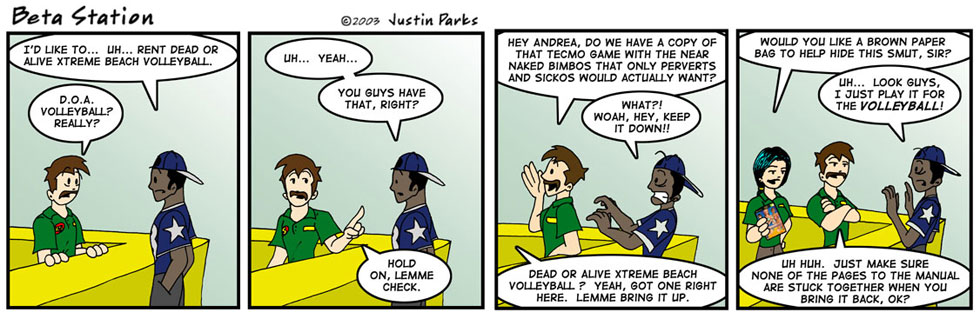 Beta Station
©2003 Justin Parks
I'D LIKE TO... UH... RENT DEAD OR
ALIVE XTREME BEACH VOLLEYBALL.
D.O.A.
VOLLEYBALL?
REALLY?
UH... YEAH...
YOU GUYS HAVE
THAT, RIGHT?
HOLD
ON, LEMME
CHECK.
HEY ANDREA, DO WE HAVE A COPY OF
THAT TECMO GAME WITH THE NEAR
NAKED BIMBOS THAT ONLY PERVERTS
AND SICKOS WOULD ACTUALLY WANT?
WHAT?!
WOAH, HEY, KEEP
IT DOWN!!
DEAD OR ALIVE XTREME BEACH
VOLLEYBALL? YEAH, GOT ONE RIGHT
HERE. LEMME BRING IT UP.
WOULD YOU LIKE A BROWN PAPER
BAG TO HELP HIDE THIS SMUT, SIR?
UH... LOOK GUYS,
I JUST PLAY IT FOR
THE VOLLEYBALL!
UH HUH. JUST MAKE SURE
NONE OF THE PAGES TO THE MANUAL
ARE STUCK TOGETHER WHEN YOU
BRING IT BACK, OK?